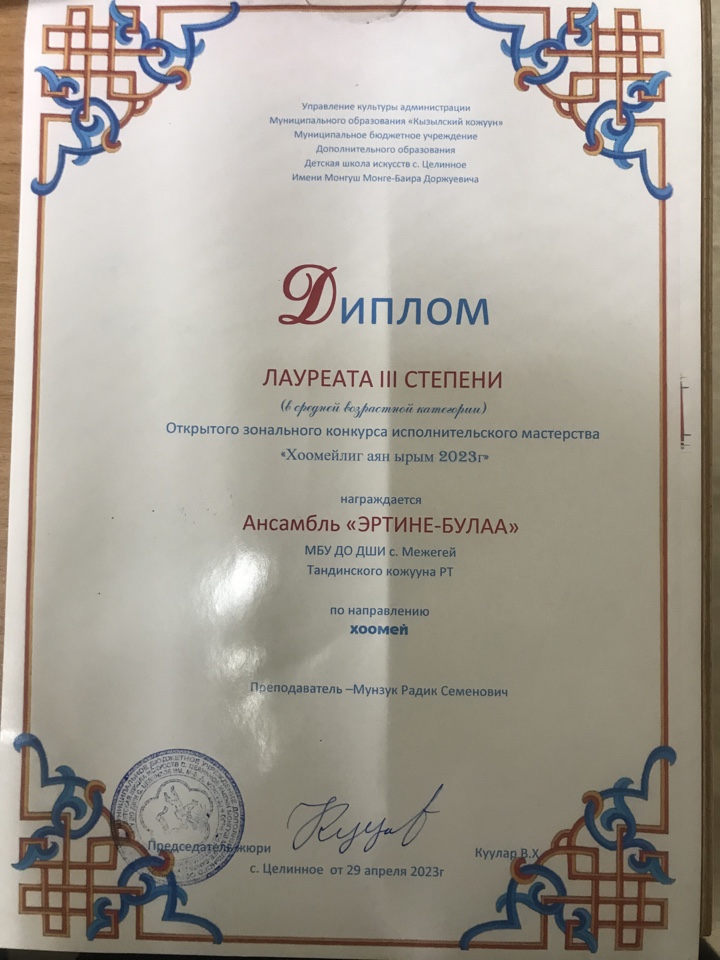 Управление культуры администрации
Муниципального образования «Кызылский кожуун»
Муниципальное бюджетное учреждение
Дополнительного образования
Детская школа искусств с. Целинное
Имени Монгуш Монге-Баира Доржуевича
Диплом
ЛАУРЕАТА III СТЕПЕНИ
(в средней возрастной категории)
Открытого зонального конкурса исполнительского мастерства
«Хоомейлиг аян ырым 2023г»
награждается
Ансамбль «ЭРТИНЕ-БУЛАА»
МБУ ДО ДШИ с. Межегей
Тандинского кожууна РТ
по направлению
хоомей
Преподаватель –Мунзук Радик Семенович
Председатель жюри
Куулар В.Х
с. Целинное от 29 апреля 2023г